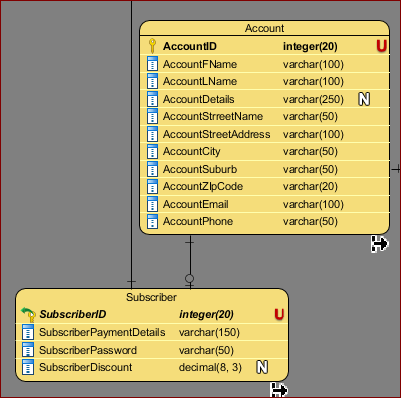 Account
AccountID integer(20) U
AccountFName varchar(100)
AccountLName varchar(100)
AccountDetails varchar(250) N
AccountStrreetName varchar(50)
AccountStreetAddress varchar(100)
AccountCity varchar(50)
AccountSuburb varchar(50)
AccountZIpCode varchar(20)
AccountEmail varchar(100)
AccountPhone varchar(50)
Subscriber
SubscriberID integer(20) U
SubscriberPaymentDetails varchar(150)
SubscriberPassword varchar(50)
SubscriberDiscount decimal(8, 3) N